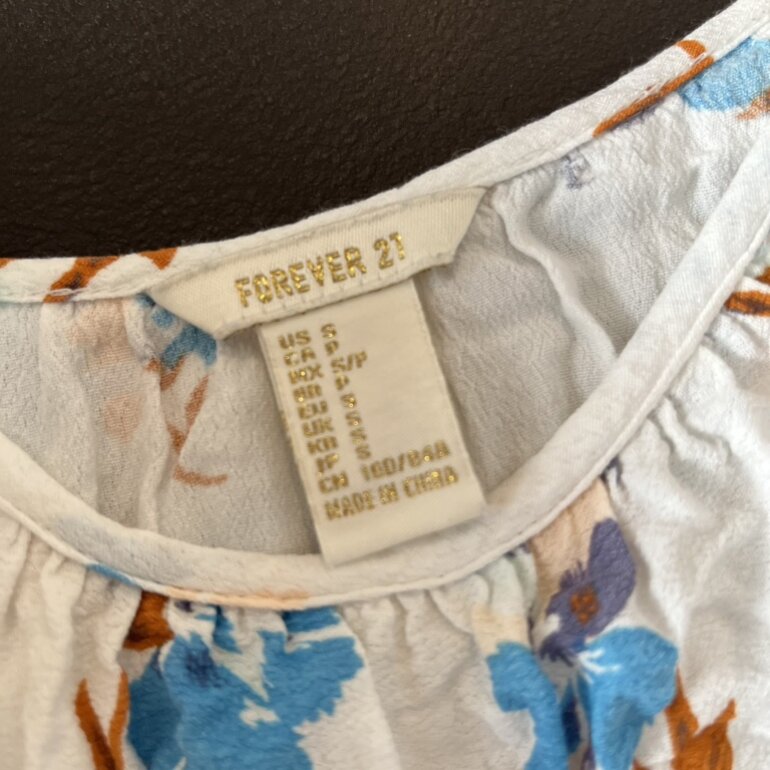 FOREVER 21
US S
CA P
MX S/P
BR P
EU S
UK S
KR S
JP S
CN 160/84A
MADE IN CHINA